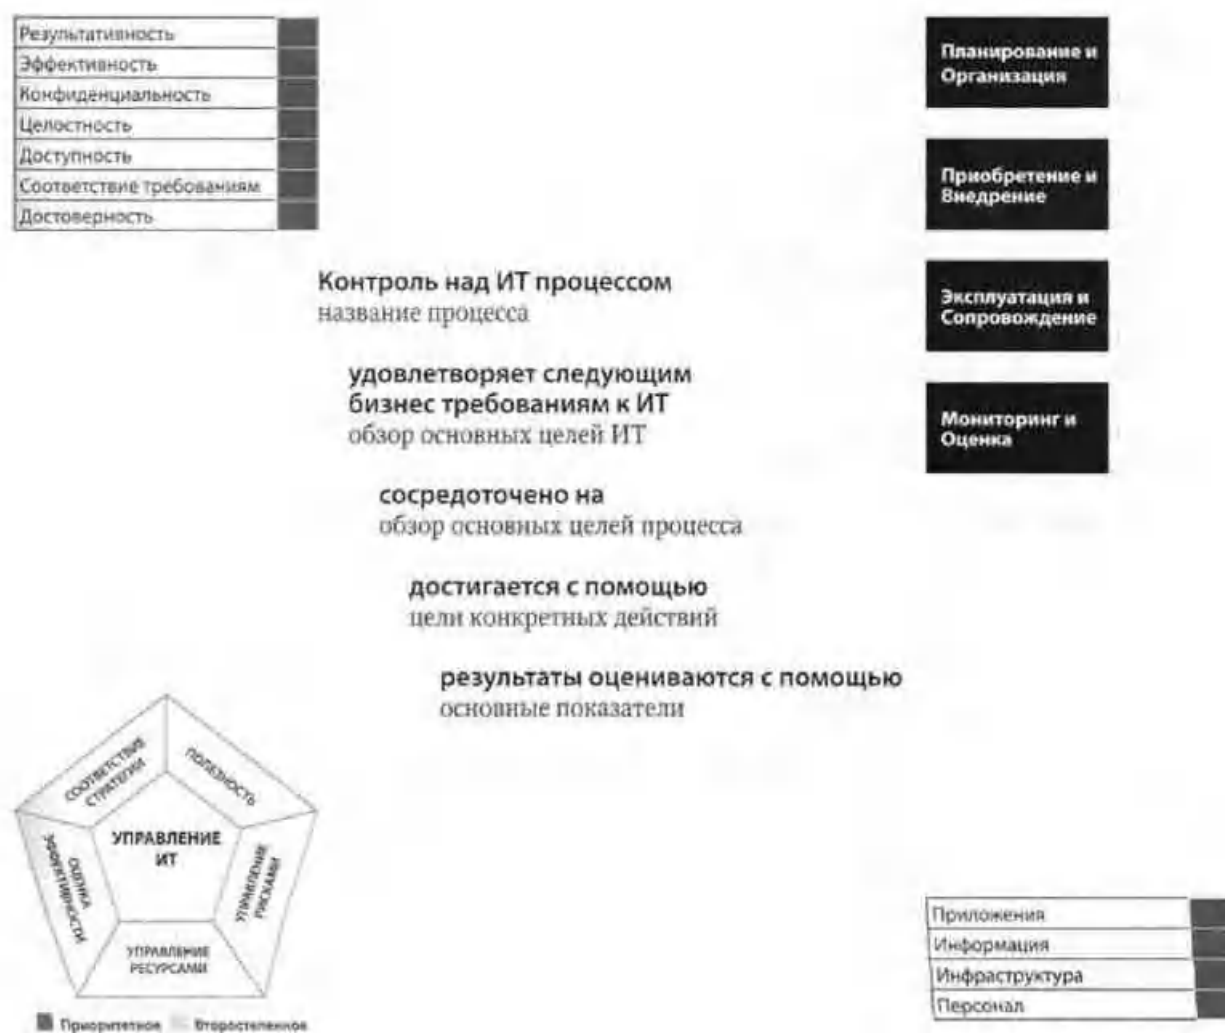 Результативность
Эффективность
Конфиденциальность
Целостность
Доступность
Соответствие требованиям
Достоверность
Планирование и
Организация
Приобретение и
Внедрение
Эксплуатация и
Сопровождение
Мониторинг и
Оценка
Контроль над ИТ процессом
название процесса
удовлетворяет следующим
бизнес требованиям к ИТ
обзор основных целей ИТ
сосредоточено на
обзор основных целей процесса
достигается с помощью
цели конкретных действий
результаты оцениваются с помощью
основные показатели
СООТВЕТСТВИЕ
СТРАТЕГИИ
ПОЛЕЗНОСТЬ
УПРАВЛЕНИЕ
ИТ
ОЦЕНКА
ЭФФЕКТИВНОСТИ
УПРАВЛЕНИЕ
РИСКАМИ
УПРАВЛЕНИЕ
РЕСУРСАМИ
Приоритетное Второстепенное
Приложения
Информация
Инфраструктура
Персонал